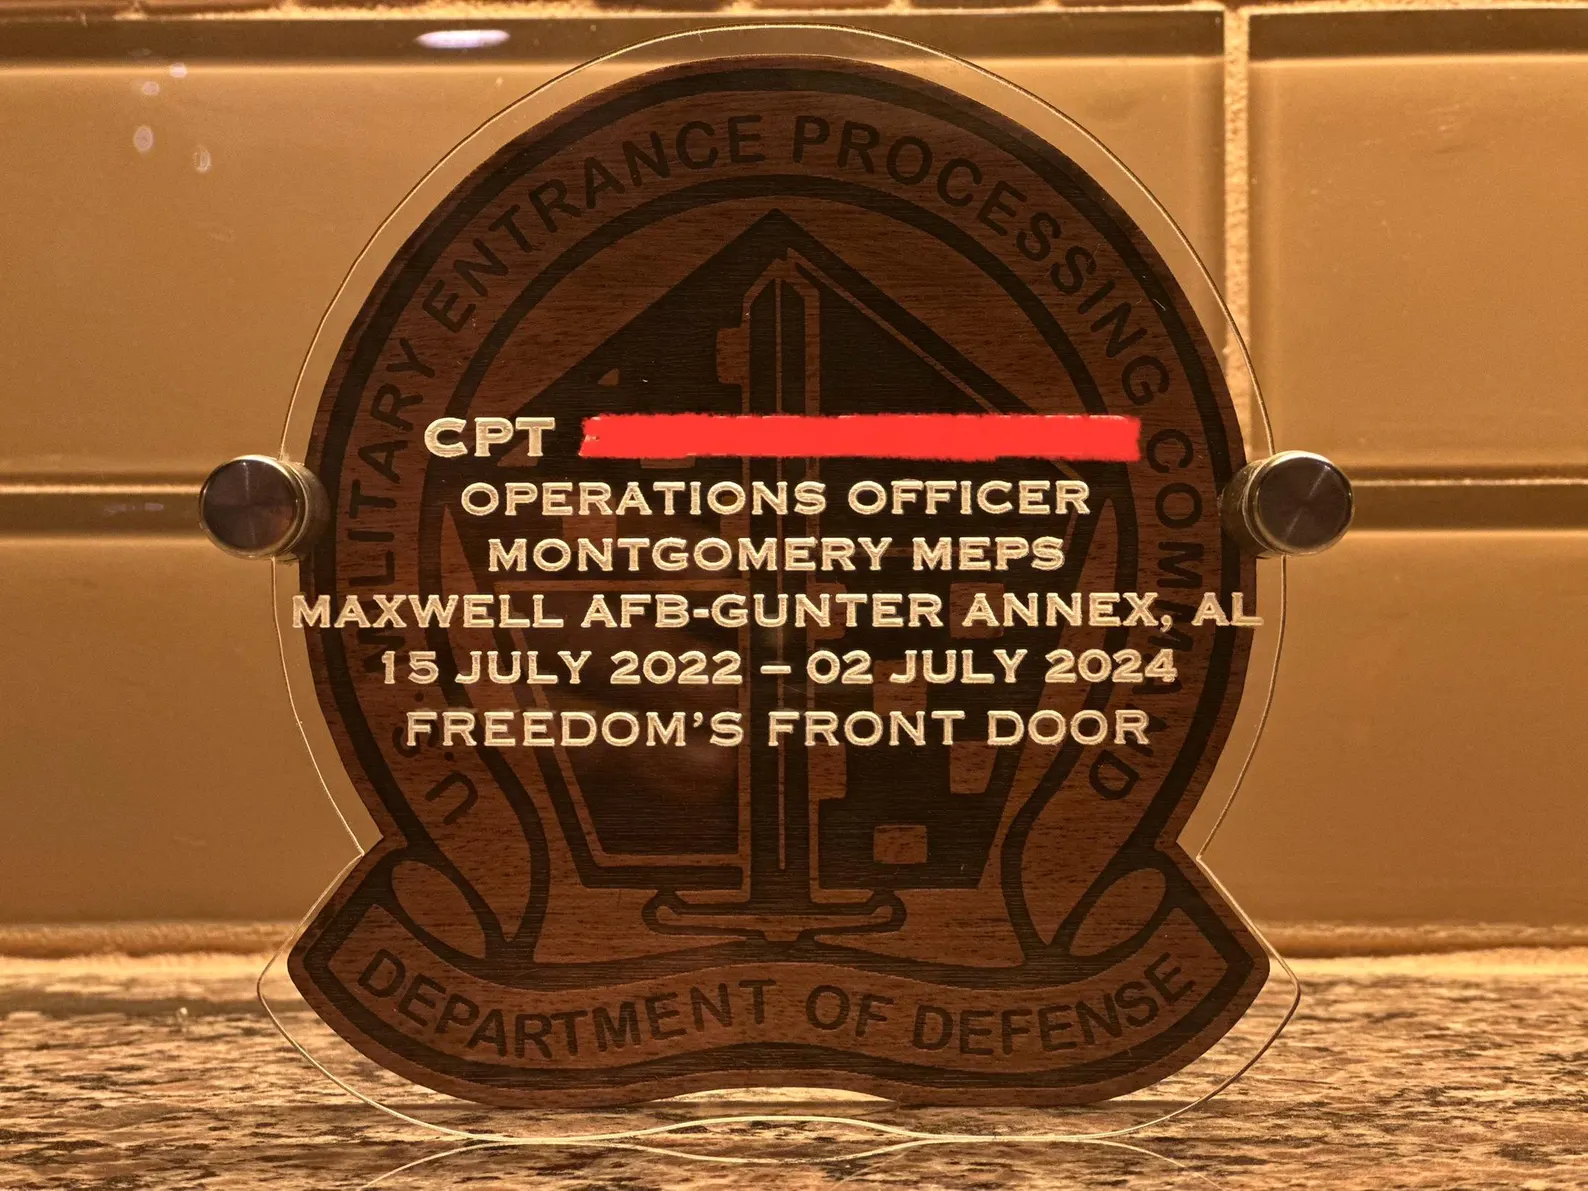 U.S. MILITARY ENTRANCE PROCESSING COMMAND
CPT
OPERATIONS OFFICER
MONTGOMERY MEPS
MAXWELL AFB-GUNTER ANNEX, AL
15 JULY 2022 – 02 JULY 2024
FREEDOM'S FRONT DOOR
DEPARTMENT OF DEFENSE